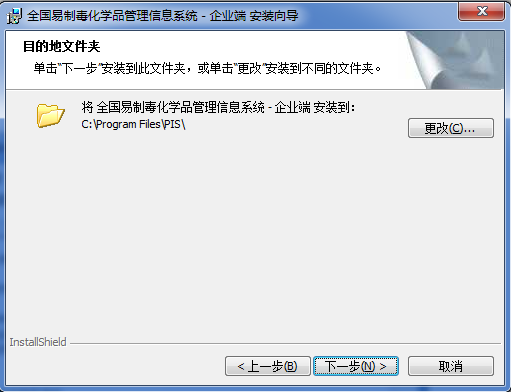 全国易制毒化学品管理信息系统 - 企业端 安装向导
目的地文件夹
单击“下一步”安装到此文件夹，或单击“更改”安装到不同的文件夹。
将 全国易制毒化学品管理信息系统 - 企业端 安装到：
C:\Program Files\PIS\
更改(C)...
InstallShield
< 上一步(B)
下一步(N) >
取消